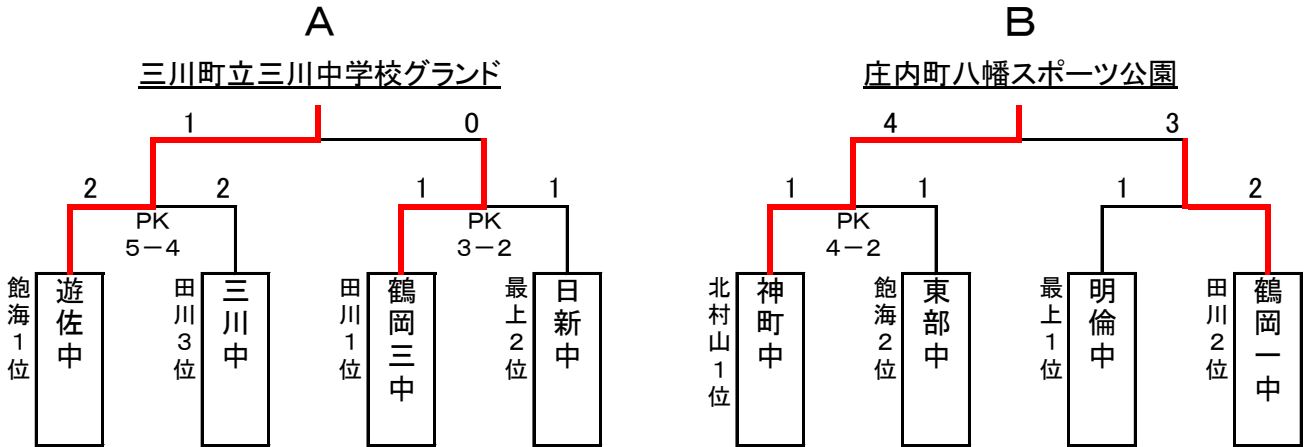 A
三川町立三川中学校グランド
1 0
2 2 1 1
PK PK
5－4 3－2
飽海１位
遊佐中
田川３位
三川中
田川１位
鶴岡三中
最上２位
日新中
B
庄内町八幡スポーツ公園
4 3
1 1 1 2
PK
4－2
北村山１位
神町中
飽海２位
東部中
最上１位
明倫中
田川２位
鶴岡一中